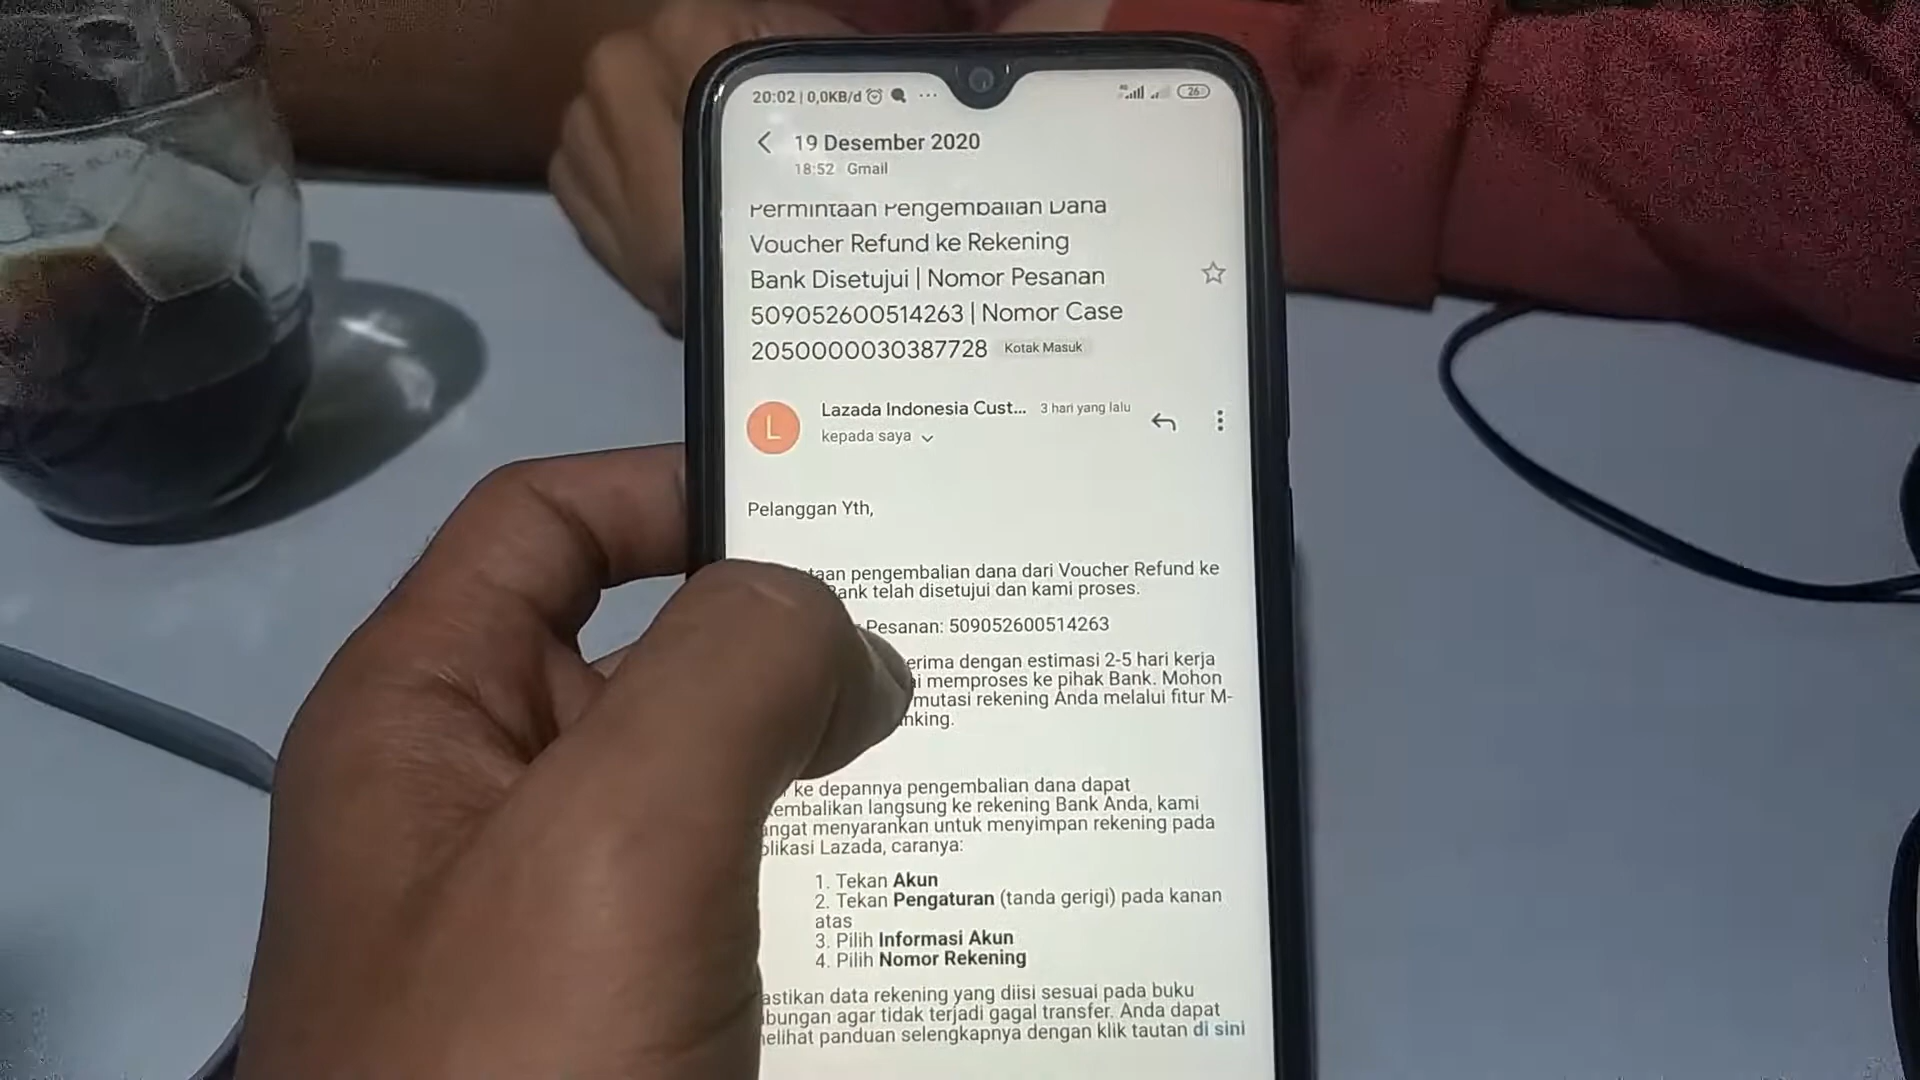 20:02 | 0,0KB/d ...
26
19 Desember 2020
18:52 Gmail
Permintaan Pengembalian Dana
Voucher Refund ke Rekening
Bank Disetujui | Nomor Pesanan
509052600514263 | Nomor Case
2050000030387728 Kotak Masuk
L
Lazada Indonesia Cust... 3 hari yang lalu
kepada saya
Pelanggan Yth,
pengembalian dana dari Voucher Refund ke
telah disetujui dan kami proses.
Pesanan: 509052600514263
dengan estimasi 2-5 hari kerja
memproses ke pihak Bank. Mohon
mutasi rekening Anda melalui fitur M-
ke depannya pengembalian dana dapat
langsung ke rekening Bank Anda, kami
menyarankan untuk menyimpan rekening pada
Lazada, caranya:
1. Tekan Akun
2. Tekan Pengaturan (tanda gerigi) pada kanan
atas
3. Pilih Informasi Akun
4. Pilih Nomor Rekening
data rekening yang diisi sesuai pada buku
agar tidak terjadi gagal transfer. Anda dapat
panduan selengkapnya dengan klik tautan di sini